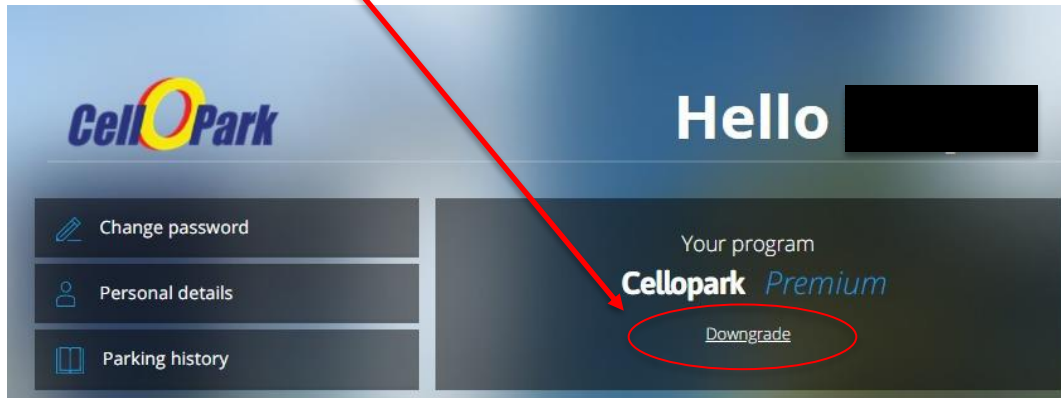 CellOPark
Hello
Change password
Personal details
Parking history
Your program
Cellopark Premium
Downgrade